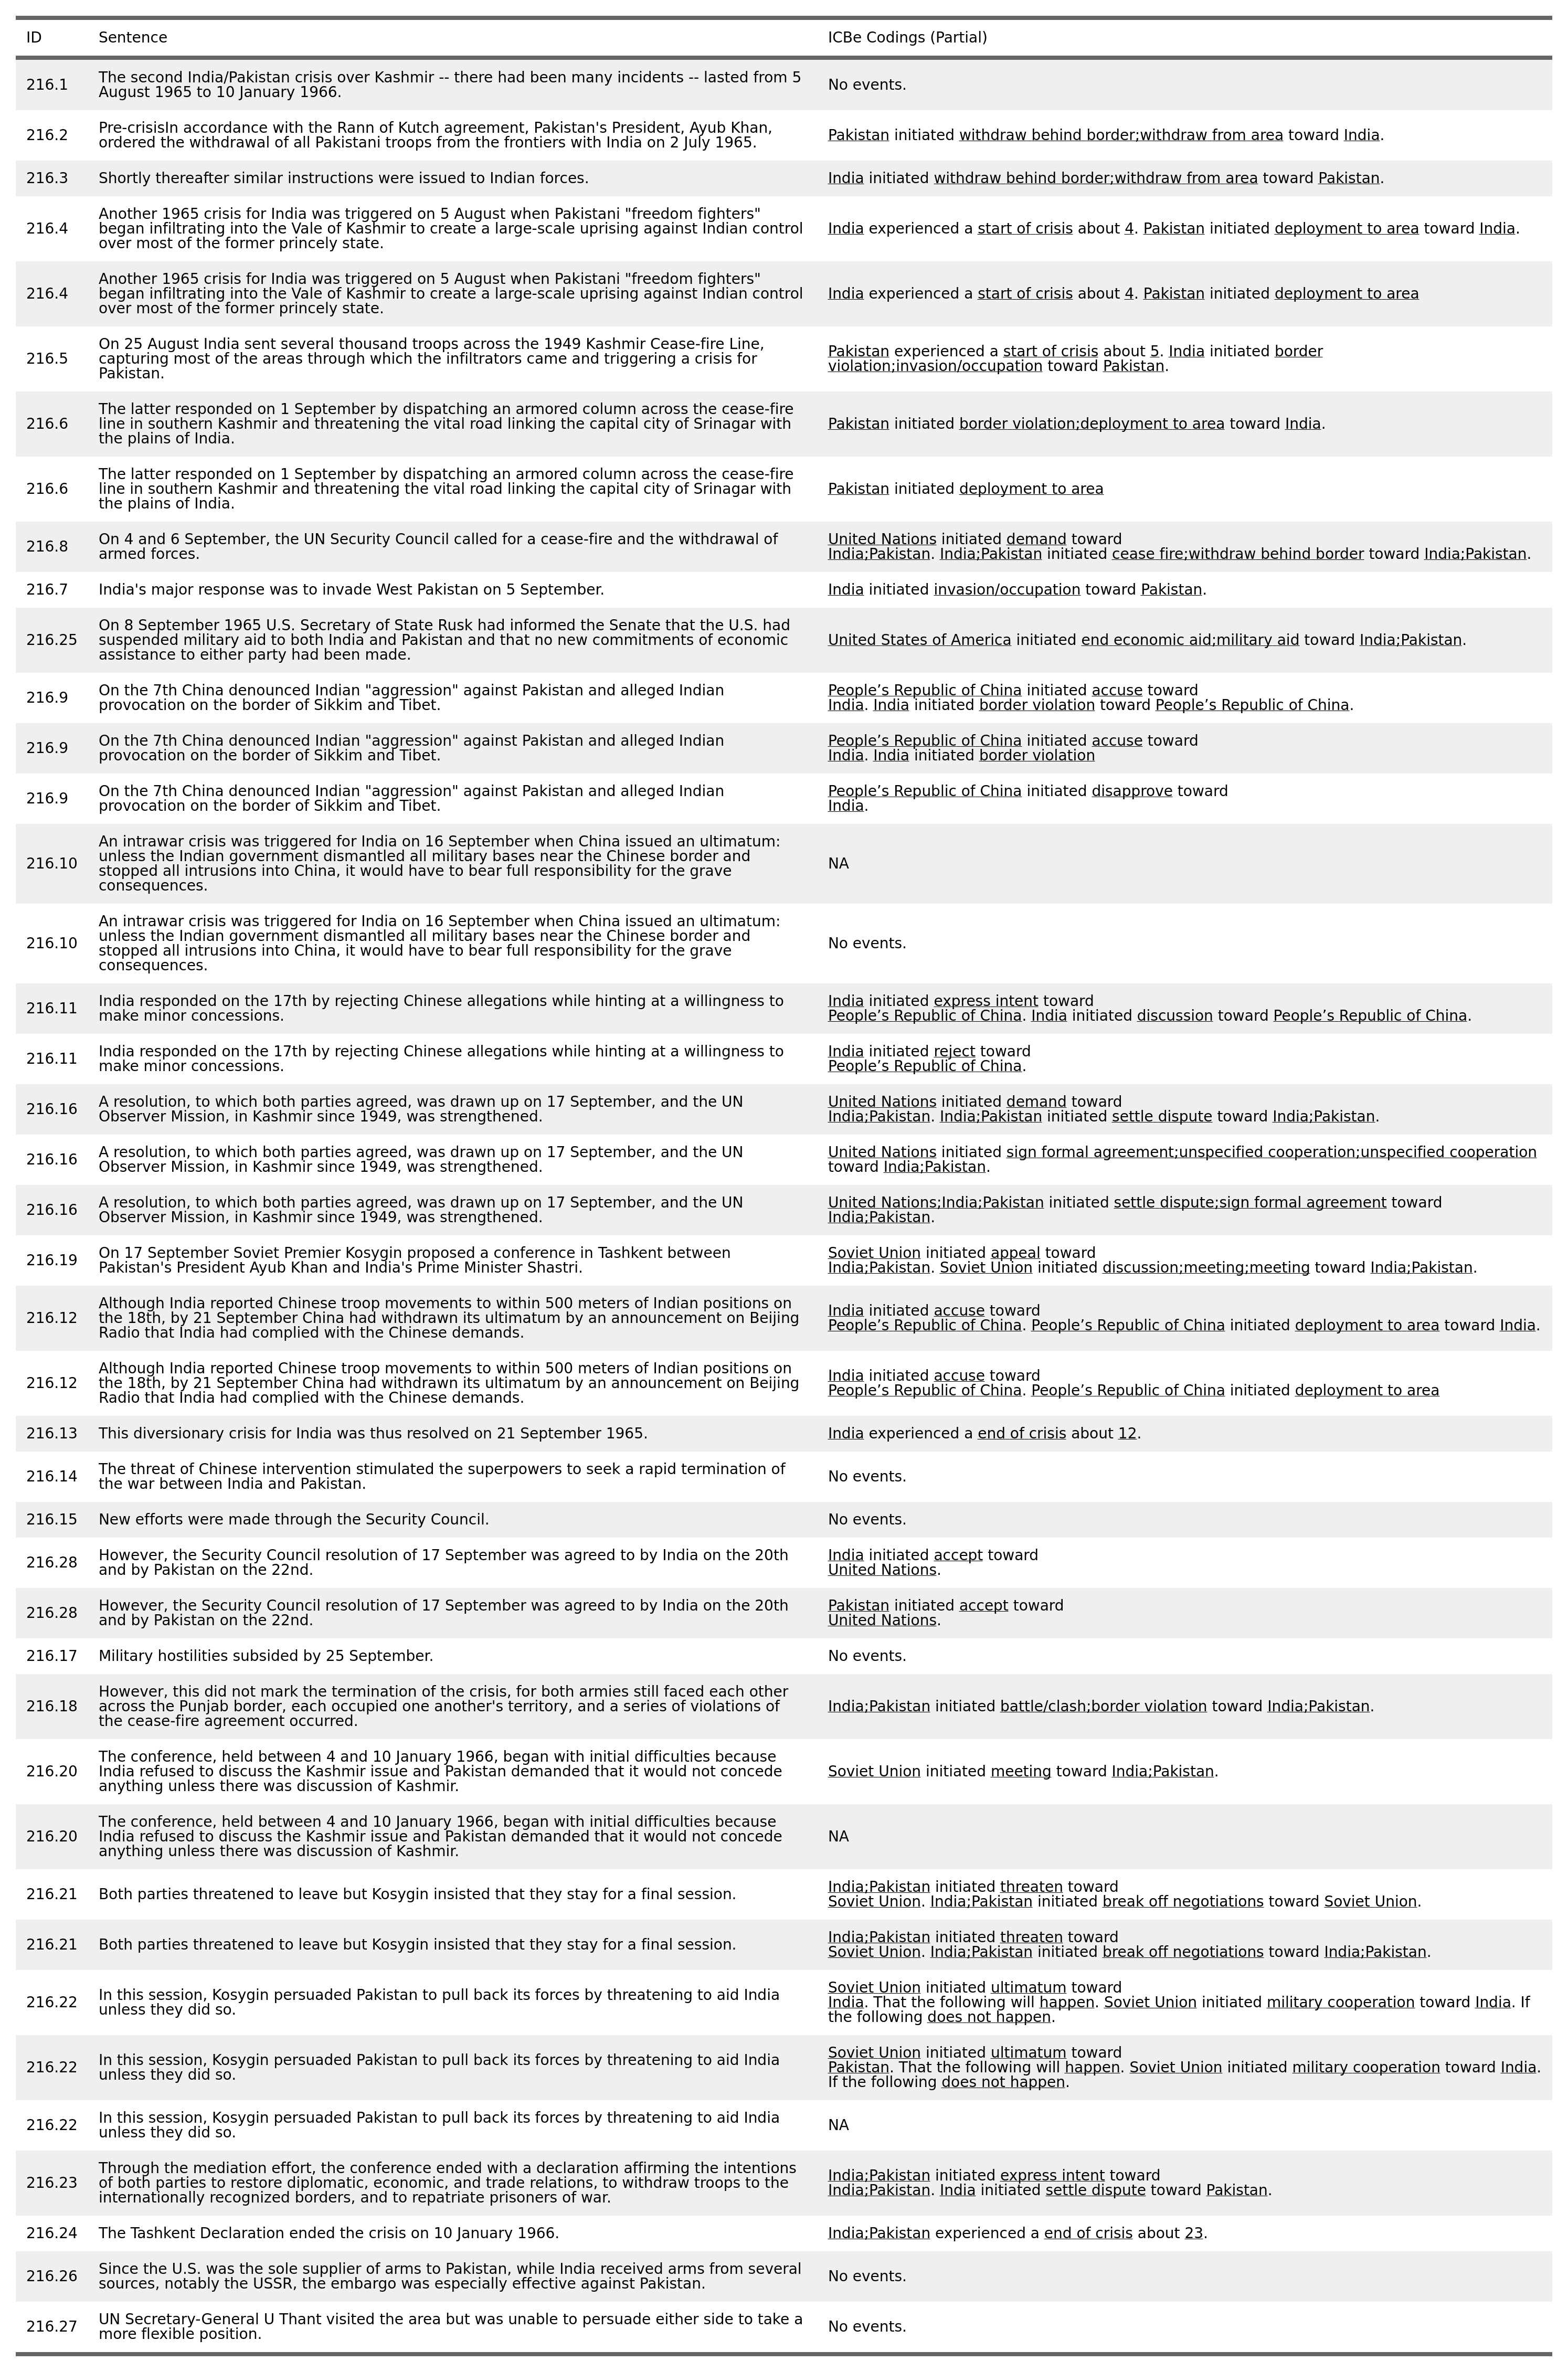 ID Sentence ICBe Codings (Partial)
216.1 The second India/Pakistan crisis over Kashmir -- there had been many incidents -- lasted from 5
August 1965 to 10 January 1966. No events.
216.2 Pre-crisisIn accordance with the Rann of Kutch agreement, Pakistan's President, Ayub Khan,
ordered the withdrawal of all Pakistani troops from the frontiers with India on 2 July 1965. Pakistan initiated withdraw behind border;withdraw from area toward India.
216.3 Shortly thereafter similar instructions were issued to Indian forces. India initiated withdraw behind border;withdraw from area toward Pakistan.
216.4 Another 1965 crisis for India was triggered on 5 August when Pakistani "freedom fighters"
began infiltrating into the Vale of Kashmir to create a large-scale uprising against Indian control
over most of the former princely state. India experienced a start of crisis about 4. Pakistan initiated deployment to area toward India.
216.4 Another 1965 crisis for India was triggered on 5 August when Pakistani "freedom fighters"
began infiltrating into the Vale of Kashmir to create a large-scale uprising against Indian control
over most of the former princely state. India experienced a start of crisis about 4. Pakistan initiated deployment to area
216.5 On 25 August India sent several thousand troops across the 1949 Kashmir Cease-fire Line,
capturing most of the areas through which the infiltrators came and triggering a crisis for
Pakistan. Pakistan experienced a start of crisis about 5. India initiated border
violation;invasion/occupation toward Pakistan.
216.6 The latter responded on 1 September by dispatching an armored column across the cease-fire
line in southern Kashmir and threatening the vital road linking the capital city of Srinagar with
the plains of India. Pakistan initiated border violation;deployment to area toward India.
216.6 The latter responded on 1 September by dispatching an armored column across the cease-fire
line in southern Kashmir and threatening the vital road linking the capital city of Srinagar with
the plains of India. Pakistan initiated deployment to area
216.8 On 4 and 6 September, the UN Security Council called for a cease-fire and the withdrawal of
armed forces. United Nations initiated demand toward
India;Pakistan. India;Pakistan initiated cease fire;withdraw behind border toward India;Pakistan.
216.7 India's major response was to invade West Pakistan on 5 September. India initiated invasion/occupation toward Pakistan.
216.25 On 8 September 1965 U.S. Secretary of State Rusk had informed the Senate that the U.S. had
suspended military aid to both India and Pakistan and that no new commitments of economic
assistance to either party had been made. United States of America initiated end economic aid;military aid toward India;Pakistan.
216.9 On the 7th China denounced Indian "aggression" against Pakistan and alleged Indian
provocation on the border of Sikkim and Tibet. People’s Republic of China initiated accuse toward
India. India initiated border violation toward People’s Republic of China.
216.9 On the 7th China denounced Indian "aggression" against Pakistan and alleged Indian
provocation on the border of Sikkim and Tibet. People’s Republic of China initiated accuse toward
India. India initiated border violation
216.9 On the 7th China denounced Indian "aggression" against Pakistan and alleged Indian
provocation on the border of Sikkim and Tibet. People’s Republic of China initiated disapprove toward
India.
216.10 An intrawar crisis was triggered for India on 16 September when China issued an ultimatum:
unless the Indian government dismantled all military bases near the Chinese border and
stopped all intrusions into China, it would have to bear full responsibility for the grave
consequences. NA
216.10 An intrawar crisis was triggered for India on 16 September when China issued an ultimatum:
unless the Indian government dismantled all military bases near the Chinese border and
stopped all intrusions into China, it would have to bear full responsibility for the grave
consequences. No events.
216.11 India responded on the 17th by rejecting Chinese allegations while hinting at a willingness to
make minor concessions. India initiated express intent toward
People’s Republic of China. India initiated discussion toward People’s Republic of China.
216.11 India responded on the 17th by rejecting Chinese allegations while hinting at a willingness to
make minor concessions. India initiated reject toward
People’s Republic of China.
216.16 A resolution, to which both parties agreed, was drawn up on 17 September, and the UN
Observer Mission, in Kashmir since 1949, was strengthened. United Nations initiated demand toward
India;Pakistan. India;Pakistan initiated settle dispute toward India;Pakistan.
216.16 A resolution, to which both parties agreed, was drawn up on 17 September, and the UN
Observer Mission, in Kashmir since 1949, was strengthened. United Nations initiated sign formal agreement;unspecified cooperation;unspecified cooperation
toward India;Pakistan.
216.16 A resolution, to which both parties agreed, was drawn up on 17 September, and the UN
Observer Mission, in Kashmir since 1949, was strengthened. United Nations;India;Pakistan initiated settle dispute;sign formal agreement toward
India;Pakistan.
216.19 On 17 September Soviet Premier Kosygin proposed a conference in Tashkent between
Pakistan's President Ayub Khan and India's Prime Minister Shastri. Soviet Union initiated appeal toward
India;Pakistan. Soviet Union initiated discussion;meeting;meeting toward India;Pakistan.
216.12 Although India reported Chinese troop movements to within 500 meters of Indian positions on
the 18th, by 21 September China had withdrawn its ultimatum by an announcement on Beijing
Radio that India had complied with the Chinese demands. India initiated accuse toward
People’s Republic of China. People’s Republic of China initiated deployment to area toward India.
216.12 Although India reported Chinese troop movements to within 500 meters of Indian positions on
the 18th, by 21 September China had withdrawn its ultimatum by an announcement on Beijing
Radio that India had complied with the Chinese demands. India initiated accuse toward
People’s Republic of China. People’s Republic of China initiated deployment to area
216.13 This diversionary crisis for India was thus resolved on 21 September 1965. India experienced a end of crisis about 12.
216.14 The threat of Chinese intervention stimulated the superpowers to seek a rapid termination of
the war between India and Pakistan. No events.
216.15 New efforts were made through the Security Council. No events.
216.28 However, the Security Council resolution of 17 September was agreed to by India on the 20th
and by Pakistan on the 22nd. India initiated accept toward
United Nations.
216.28 However, the Security Council resolution of 17 September was agreed to by India on the 20th
and by Pakistan on the 22nd. Pakistan initiated accept toward
United Nations.
216.17 Military hostilities subsided by 25 September. No events.
216.18 However, this did not mark the termination of the crisis, for both armies still faced each other
across the Punjab border, each occupied one another's territory, and a series of violations of
the cease-fire agreement occurred. India;Pakistan initiated battle/clash;border violation toward India;Pakistan.
216.20 The conference, held between 4 and 10 January 1966, began with initial difficulties because
India refused to discuss the Kashmir issue and Pakistan demanded that it would not concede
anything unless there was discussion of Kashmir. Soviet Union initiated meeting toward India;Pakistan.
216.20 The conference, held between 4 and 10 January 1966, began with initial difficulties because
India refused to discuss the Kashmir issue and Pakistan demanded that it would not concede
anything unless there was discussion of Kashmir. NA
216.21 Both parties threatened to leave but Kosygin insisted that they stay for a final session. India;Pakistan initiated threaten toward
Soviet Union. India;Pakistan initiated break off negotiations toward Soviet Union.
216.21 Both parties threatened to leave but Kosygin insisted that they stay for a final session. India;Pakistan initiated threaten toward
Soviet Union. India;Pakistan initiated break off negotiations toward India;Pakistan.
216.22 In this session, Kosygin persuaded Pakistan to pull back its forces by threatening to aid India
unless they did so. Soviet Union initiated ultimatum toward
India. That the following will happen. Soviet Union initiated military cooperation toward India. If
the following does not happen.
216.22 In this session, Kosygin persuaded Pakistan to pull back its forces by threatening to aid India
unless they did so. Soviet Union initiated ultimatum toward
Pakistan. That the following will happen. Soviet Union initiated military cooperation toward India.
If the following does not happen.
216.22 In this session, Kosygin persuaded Pakistan to pull back its forces by threatening to aid India
unless they did so. NA
216.23 Through the mediation effort, the conference ended with a declaration affirming the intentions
of both parties to restore diplomatic, economic, and trade relations, to withdraw troops to the
internationally recognized borders, and to repatriate prisoners of war. India;Pakistan initiated express intent toward
India;Pakistan. India initiated settle dispute toward Pakistan.
216.24 The Tashkent Declaration ended the crisis on 10 January 1966. India;Pakistan experienced a end of crisis about 23.
216.26 Since the U.S. was the sole supplier of arms to Pakistan, while India received arms from several
sources, notably the USSR, the embargo was especially effective against Pakistan. No events.
216.27 UN Secretary-General U Thant visited the area but was unable to persuade either side to take a
more flexible position. No events.